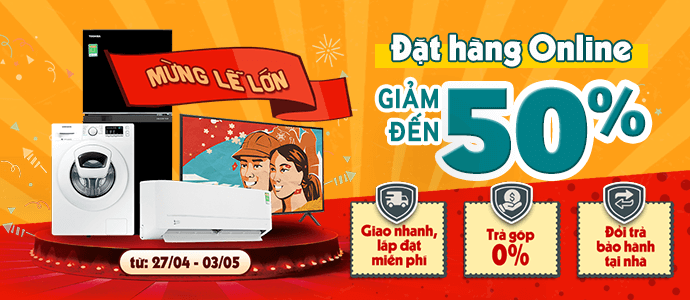 TOSHIBA
MỪNG LỄ LỚN
từ: 27/04 - 03/05
Đặt hàng Online
GIẢM
ĐẾN
50%
Giao nhanh,
lắp đặt
miễn phí
Trả góp
0%
Đổi trả
bảo hành
tại nhà